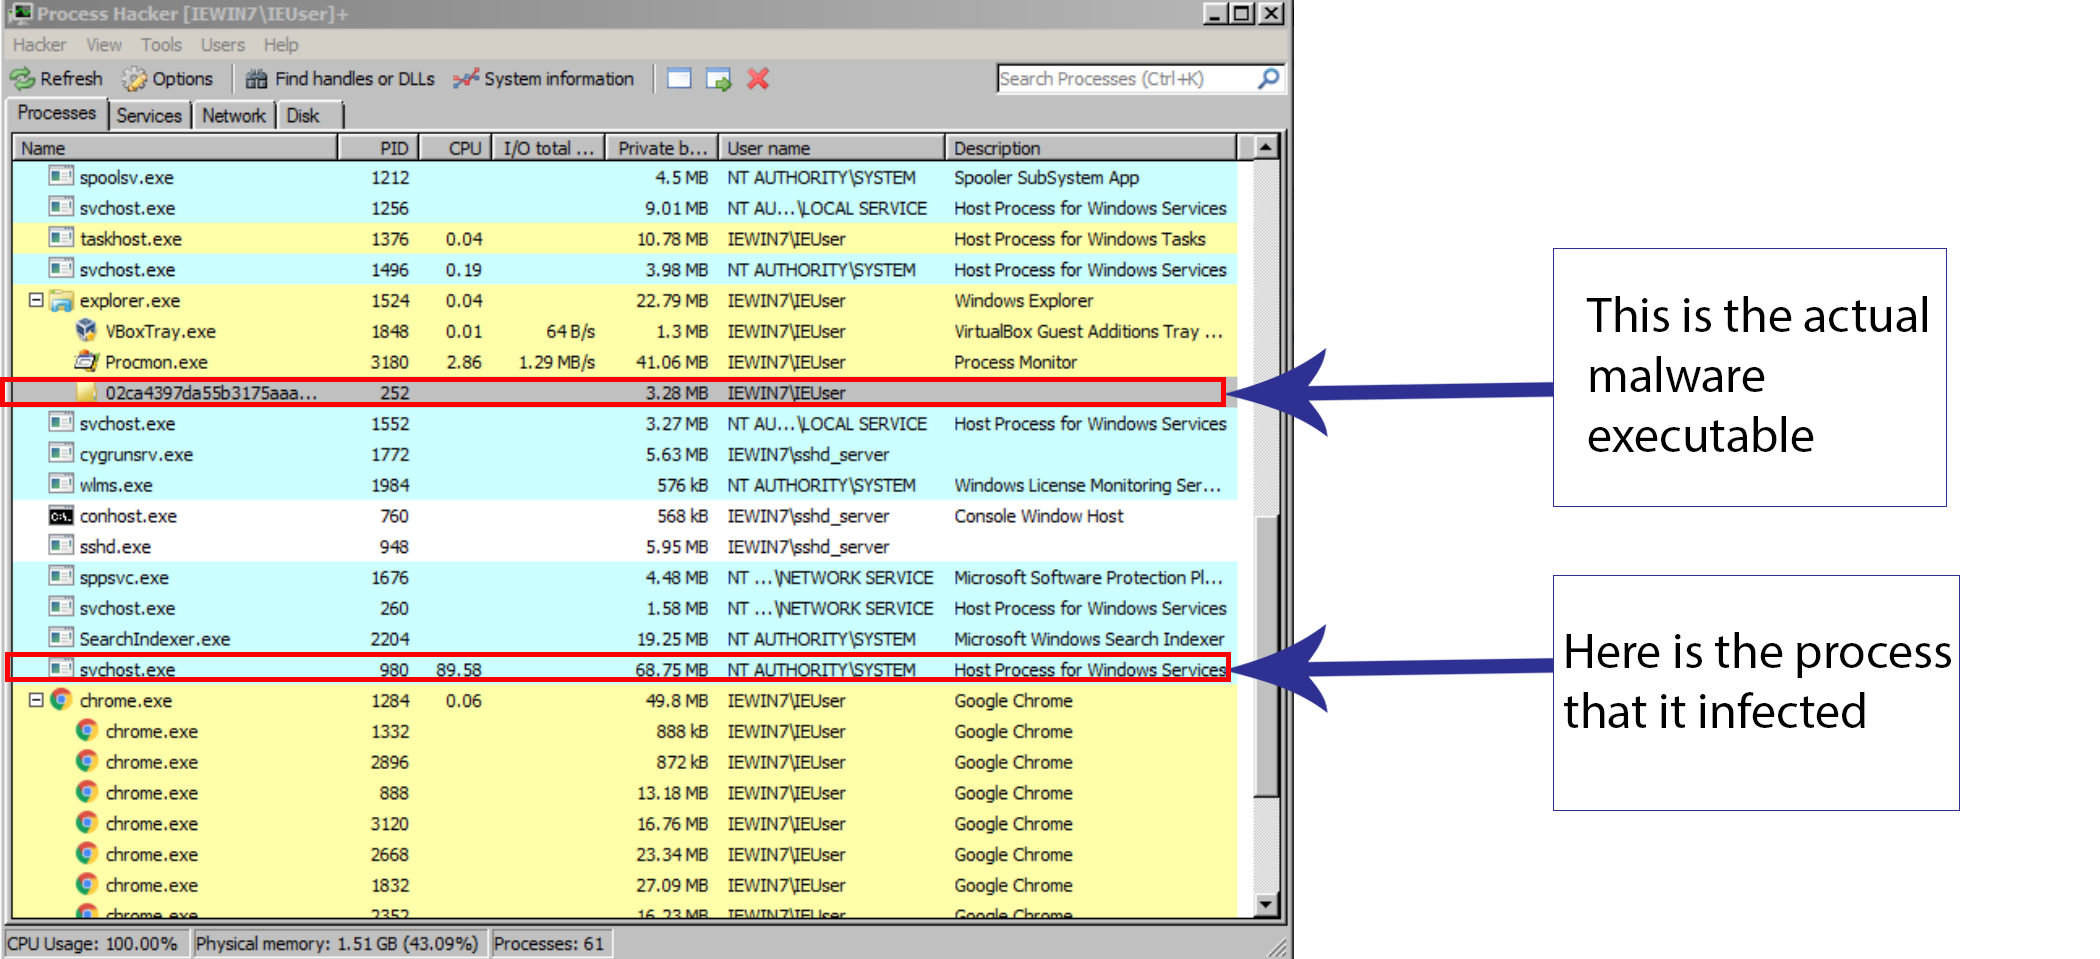 Process Hacker [IEWIN7\IEUser]+
Hacker View Tools Users Help
Refresh Options Find handles or DLLs System information Search Processes (Ctrl+K)
Processes Services Network Disk
Name PID CPU I/O total ... Private b... User name Description
spoolsv.exe 1212 4.5 MB NT AUTHORITY\SYSTEM Spooler SubSystem App
svchost.exe 1256 9.01 MB NT AU...\LOCAL SERVICE Host Process for Windows Services
taskhost.exe 1376 0.04 10.78 MB IEWIN7\IEUser Host Process for Windows Tasks
svchost.exe 1496 0.19 3.98 MB NT AUTHORITY\SYSTEM Host Process for Windows Services
explorer.exe 1524 0.04 22.79 MB IEWIN7\IEUser Windows Explorer
VBoxTray.exe 1848 0.01 64 B/s 1.3 MB IEWIN7\IEUser VirtualBox Guest Additions Tray ...
Procmon.exe 3180 2.86 1.29 MB/s 41.06 MB IEWIN7\IEUser Process Monitor
02ca4397da55b3175aaa... 252 3.28 MB IEWIN7\IEUser
svchost.exe 1552 3.27 MB NT AU...\LOCAL SERVICE Host Process for Windows Services
cygrunsrv.exe 1772 5.63 MB IEWIN7\sshd_server
wlms.exe 1984 576 kB NT AUTHORITY\SYSTEM Windows License Monitoring Ser...
C:\. conhost.exe 760 568 kB IEWIN7\sshd_server Console Window Host
sshd.exe 948 5.95 MB IEWIN7\sshd_server
sppsvc.exe 1676 4.48 MB NT ...\NETWORK SERVICE Microsoft Software Protection Pl...
svchost.exe 260 1.58 MB NT ...\NETWORK SERVICE Host Process for Windows Services
SearchIndexer.exe 2204 19.25 MB NT AUTHORITY\SYSTEM Microsoft Windows Search Indexer
svchost.exe 980 89.58 68.75 MB NT AUTHORITY\SYSTEM Host Process for Windows Services
chrome.exe 1284 0.06 49.8 MB IEWIN7\IEUser Google Chrome
chrome.exe 1332 888 kB IEWIN7\IEUser Google Chrome
chrome.exe 2896 872 kB IEWIN7\IEUser Google Chrome
chrome.exe 888 13.18 MB IEWIN7\IEUser Google Chrome
chrome.exe 3120 16.76 MB IEWIN7\IEUser Google Chrome
chrome.exe 2668 23.34 MB IEWIN7\IEUser Google Chrome
chrome.exe 1832 27.09 MB IEWIN7\IEUser Google Chrome
chrome.exe 2352 16.23 MB IEWIN7\IEUser Google Chrome
CPU Usage: 100.00% Physical memory: 1.51 GB (43.09%) Processes: 61
This is the actual
malware
executable
Here is the process
that it infected